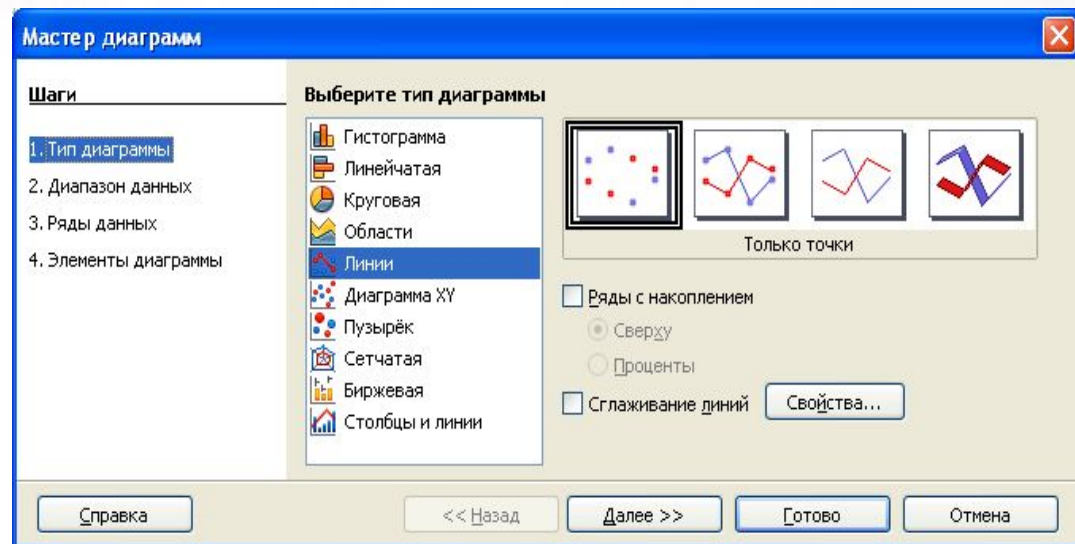 Мастер диаграмм
Шаги
1. Тип диаграммы
2. Диапазон данных
3. Ряды данных
4. Элементы диаграммы
Выберите тип диаграммы
Гистограмма
Линейчатая
Круговая
Области
Линии
Диаграмма XY
Пузырёк
Сетчатая
Биржевая
Столбцы и линии
Только точки
Ряды с накоплением
Сверху
Проценты
Сглаживание линий
Свойства...
Справка
<< Назад
Далее >>
Готово
Отмена